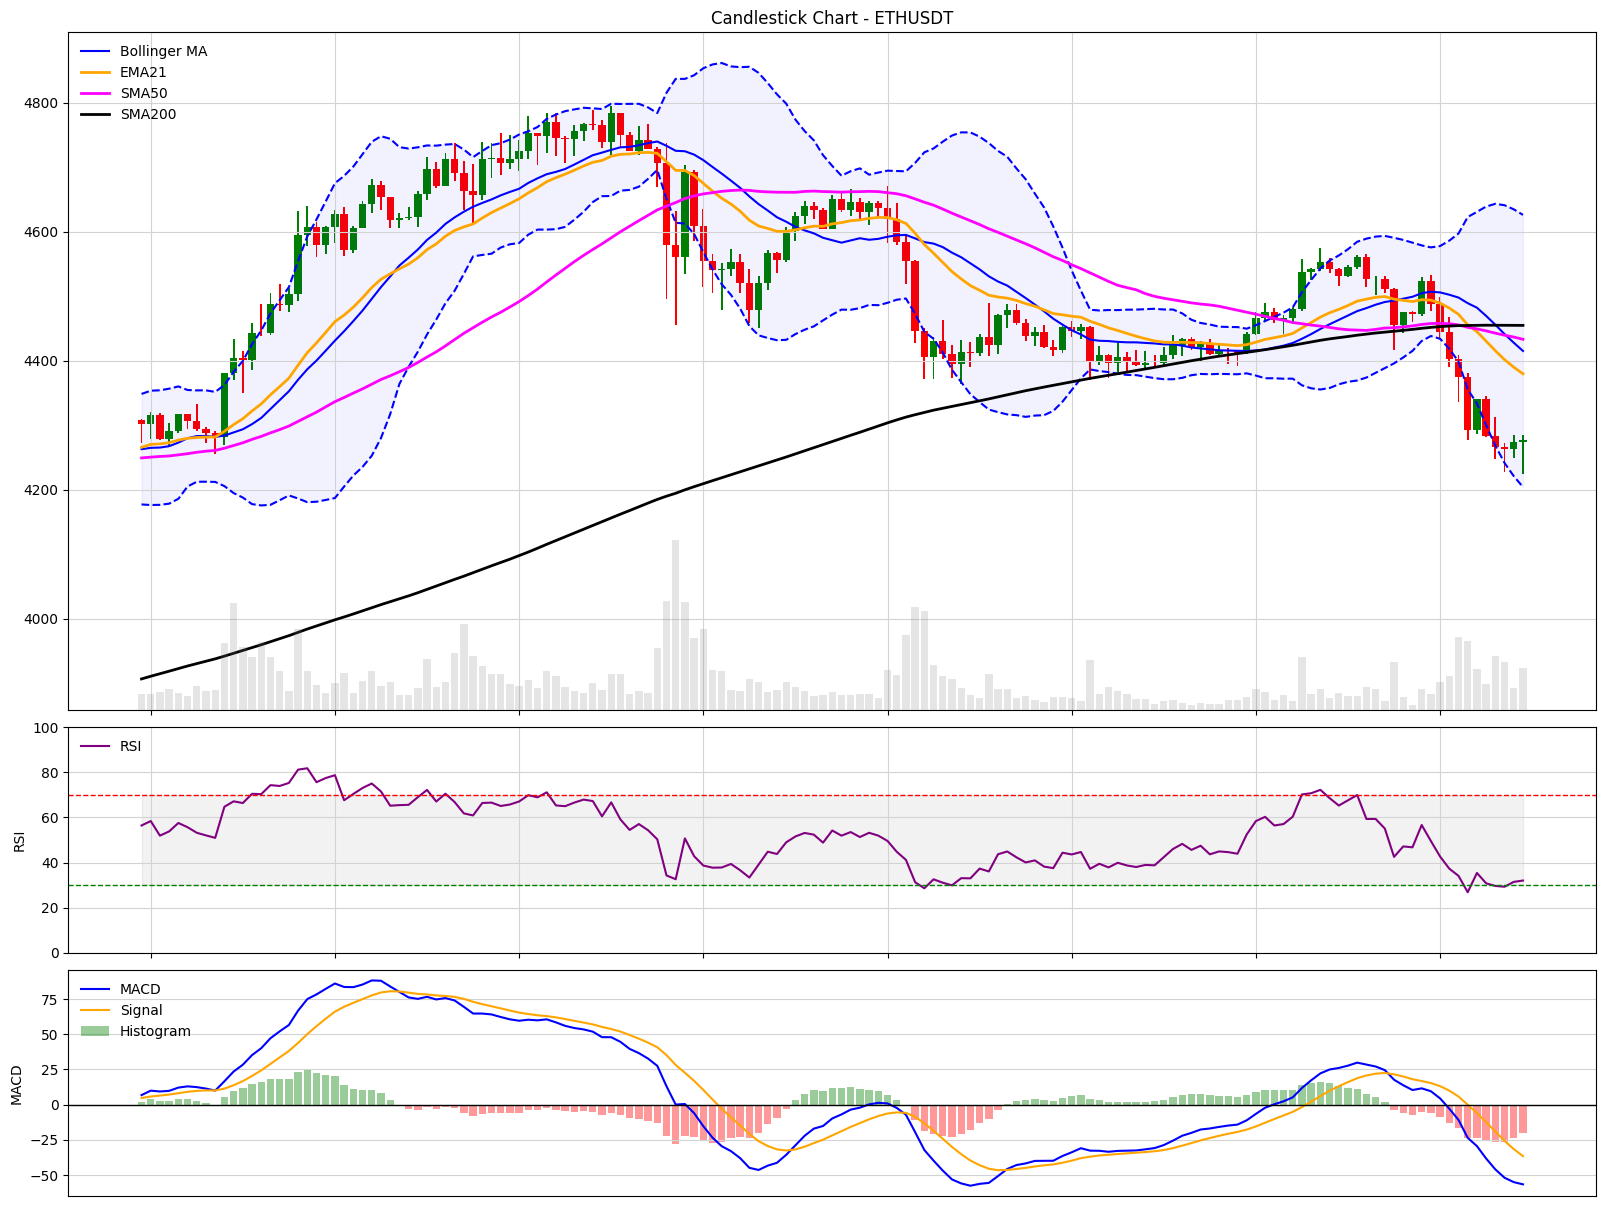 Candlestick Chart - ETHUSDT
Bollinger MA
EMA21
SMA50
SMA200
4800
4600
4400
4200
4000
RSI
100
80
60
40
20
0
RSI
MACD
Signal
Histogram
75
50
25
0
−25
−50
MACD